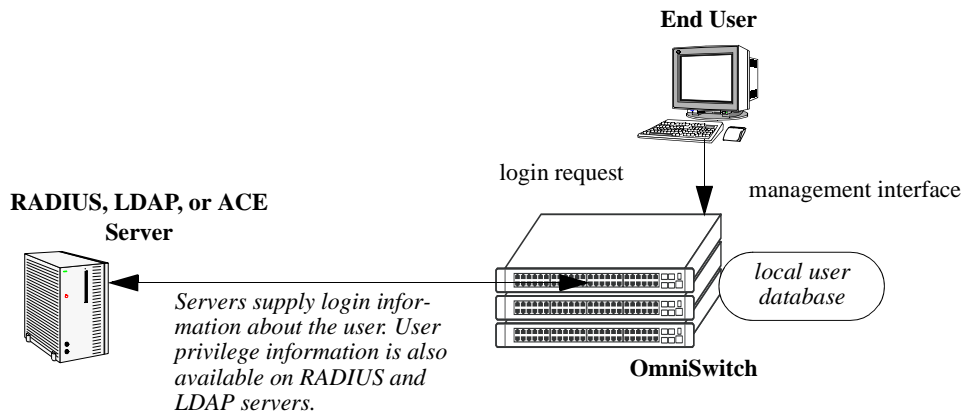 End User
login request
management interface
RADIUS, LDAP, or ACE
Server
local user
database
Servers supply login infor-
mation about the user. User
privilege information is also
available on RADIUS and
LDAP servers.
OmniSwitch